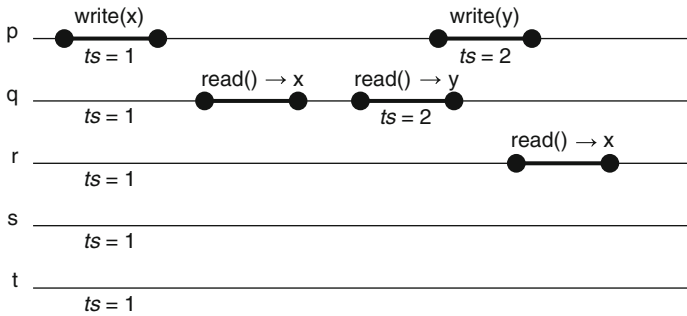 write(x) write(y)
p
ts = 1 ts = 2
read() → x read() → y
q
ts = 1 ts = 2
read() → x
r
ts = 1
s
ts = 1
t
ts = 1